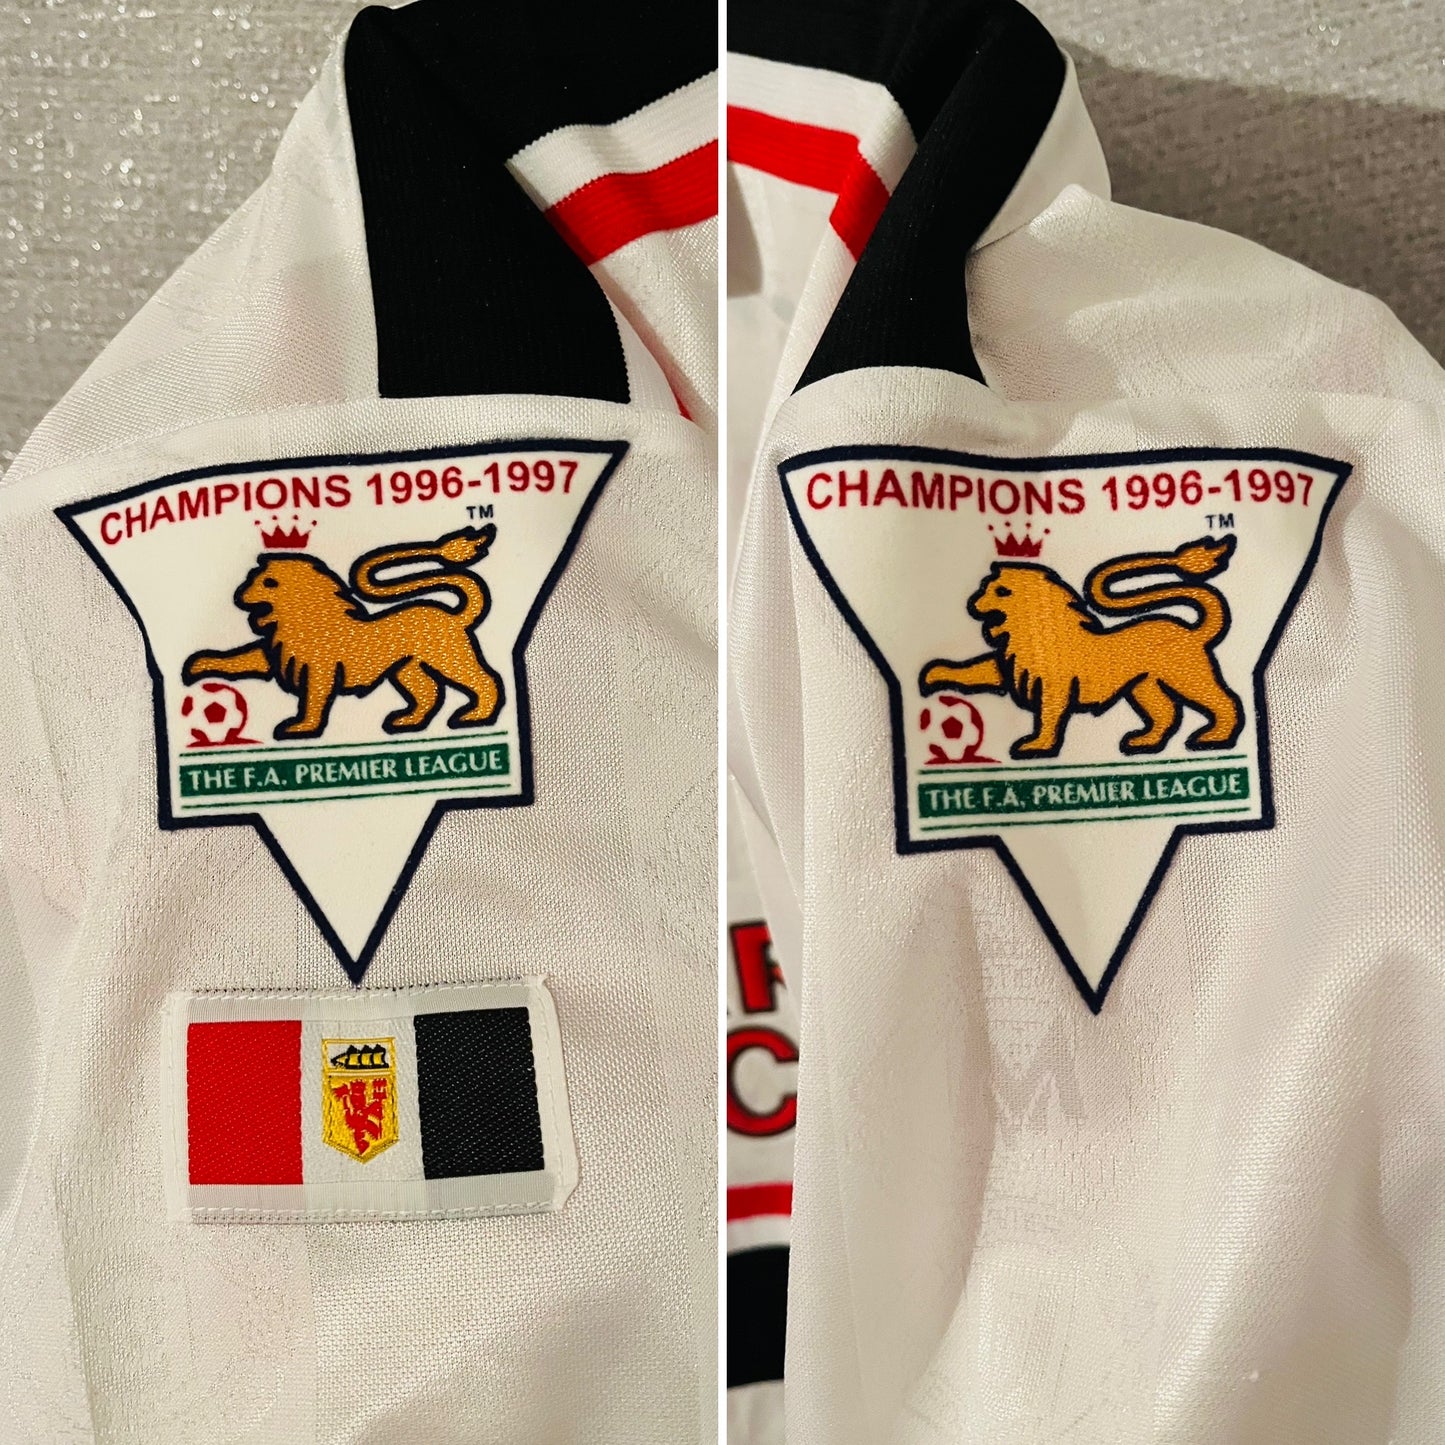 CHAMPIONS 1996-1997
TM
THE F.A. PREMIER LEAGUE
CHAMPIONS 1996-1997
TM
THE F.A. PREMIER LEAGUE